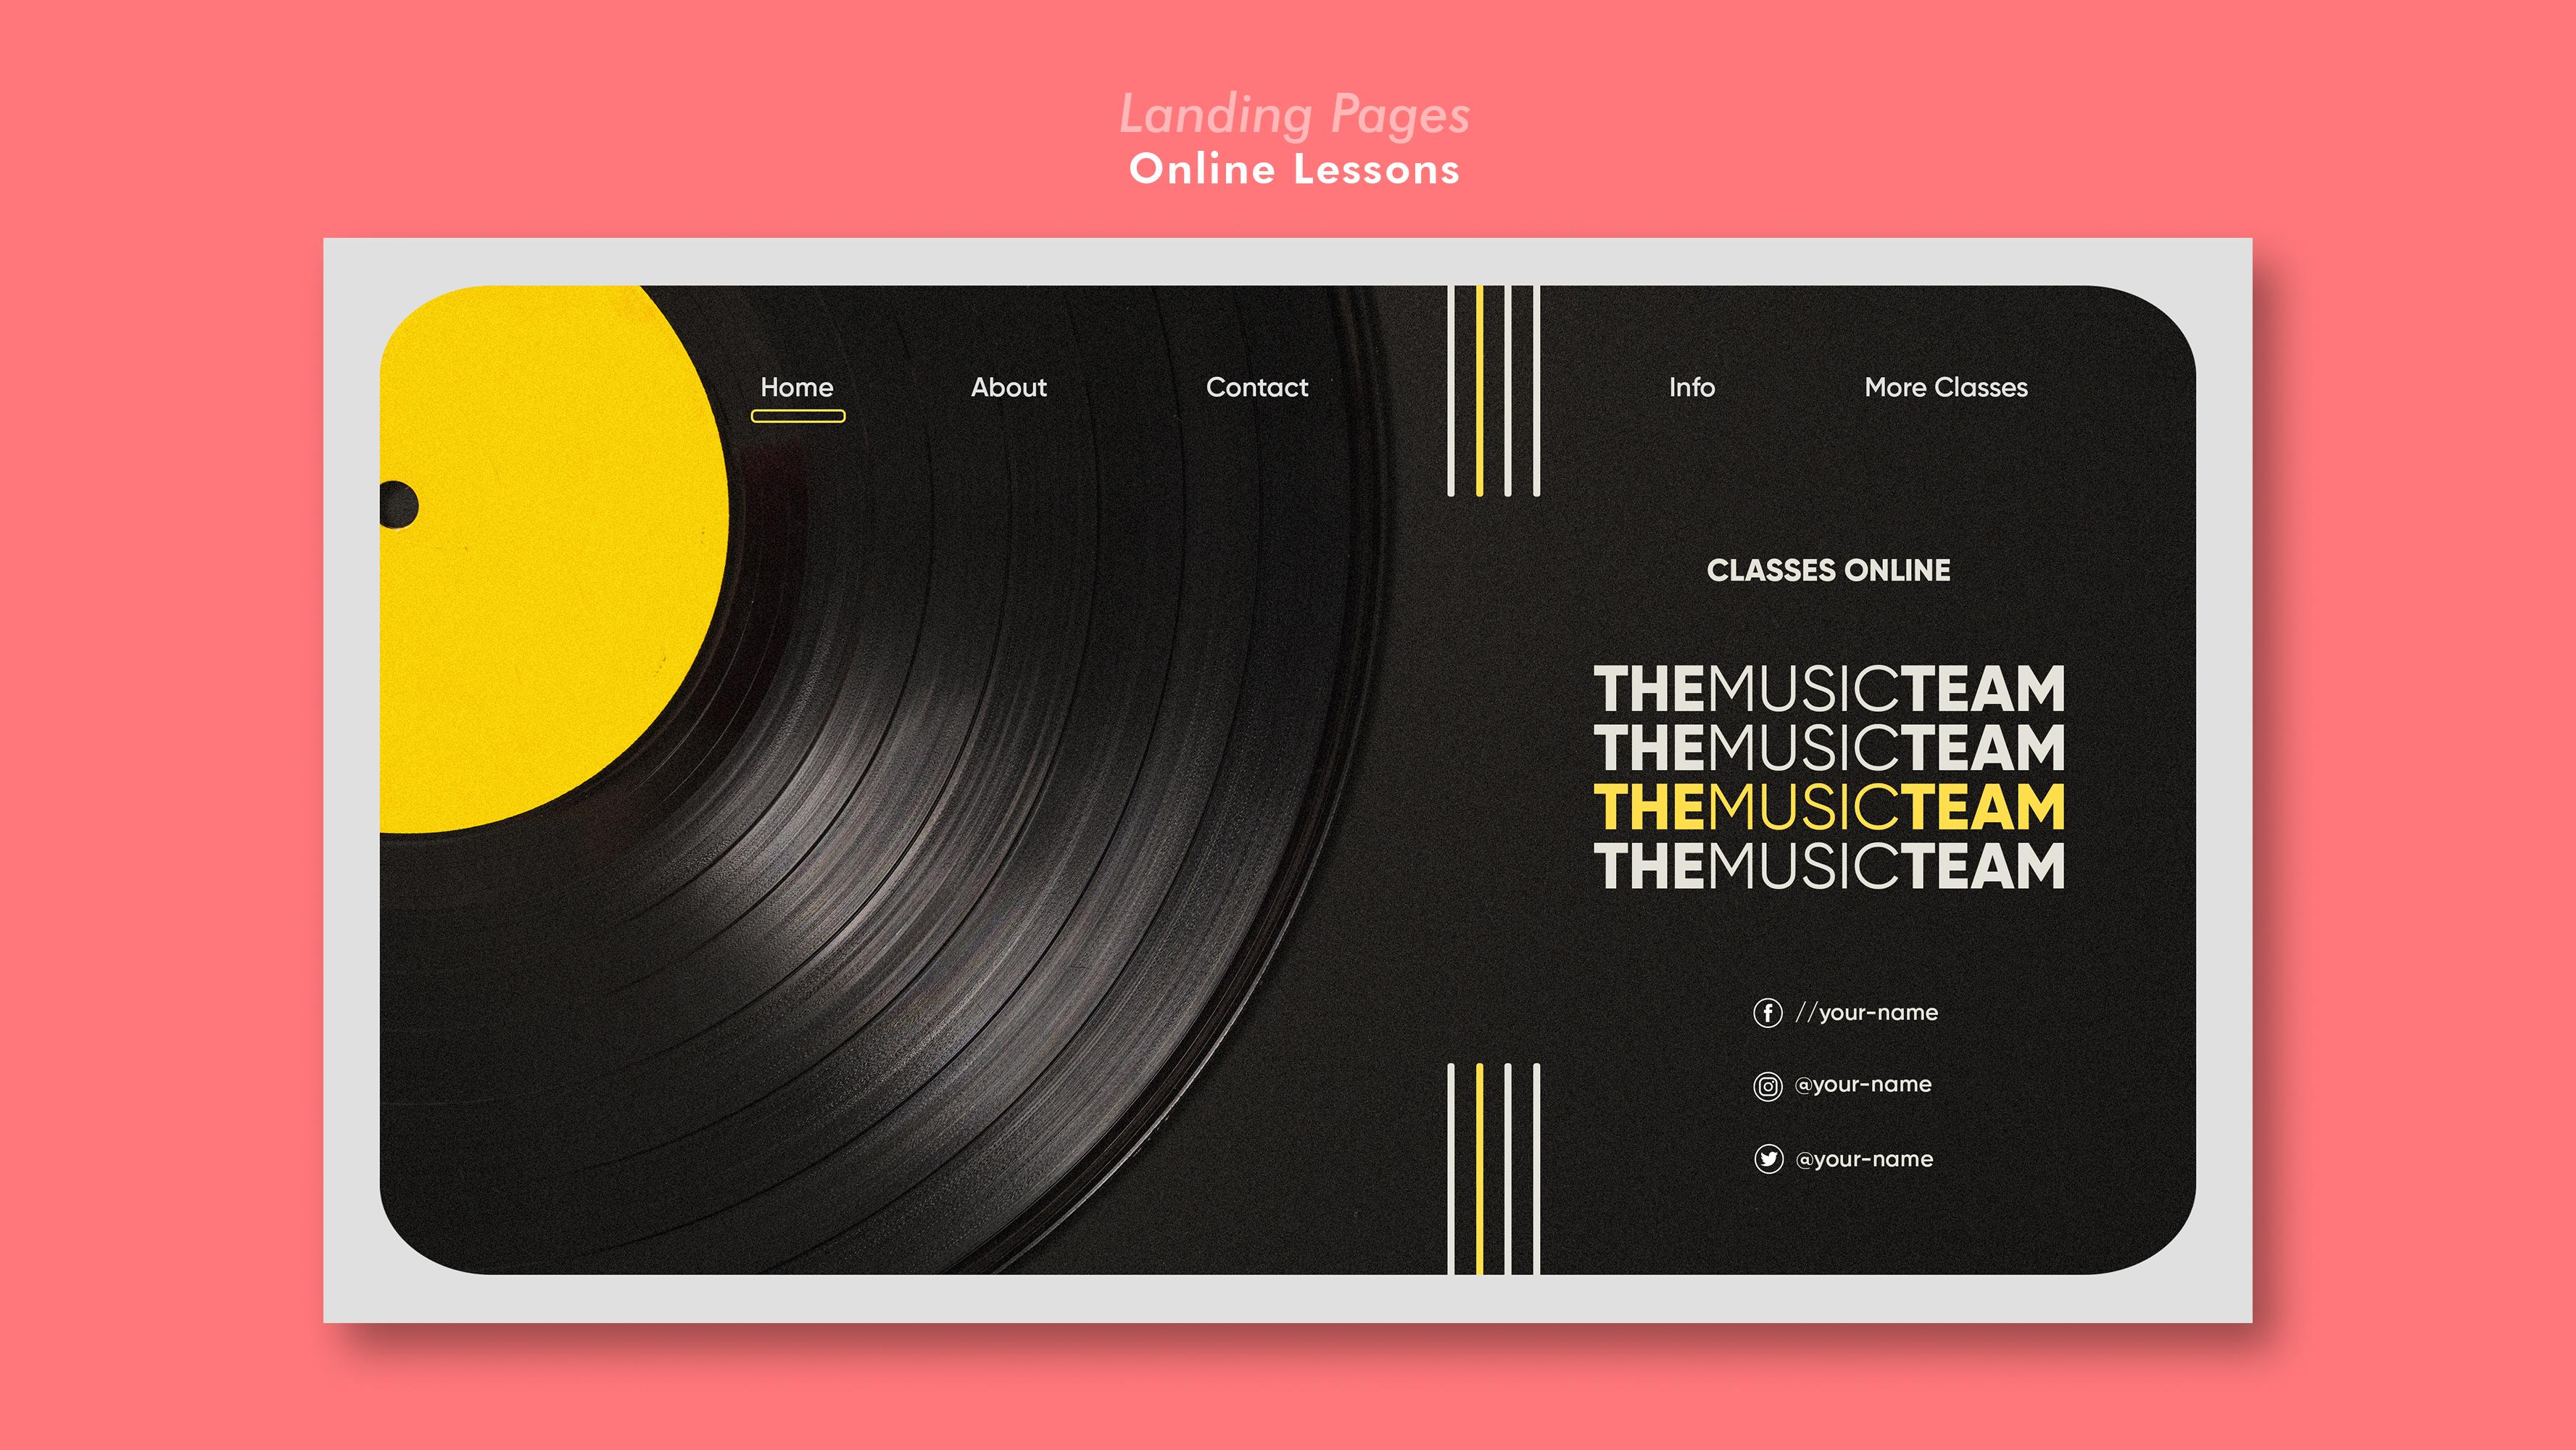 Landing Pages
Online Lessons
Home About Contact Info More Classes
CLASSES ONLINE
THEMUSICTEAM
THEMUSICTEAM
THEMUSICTEAM
THEMUSICTEAM
//your-name
@your-name
@your-name